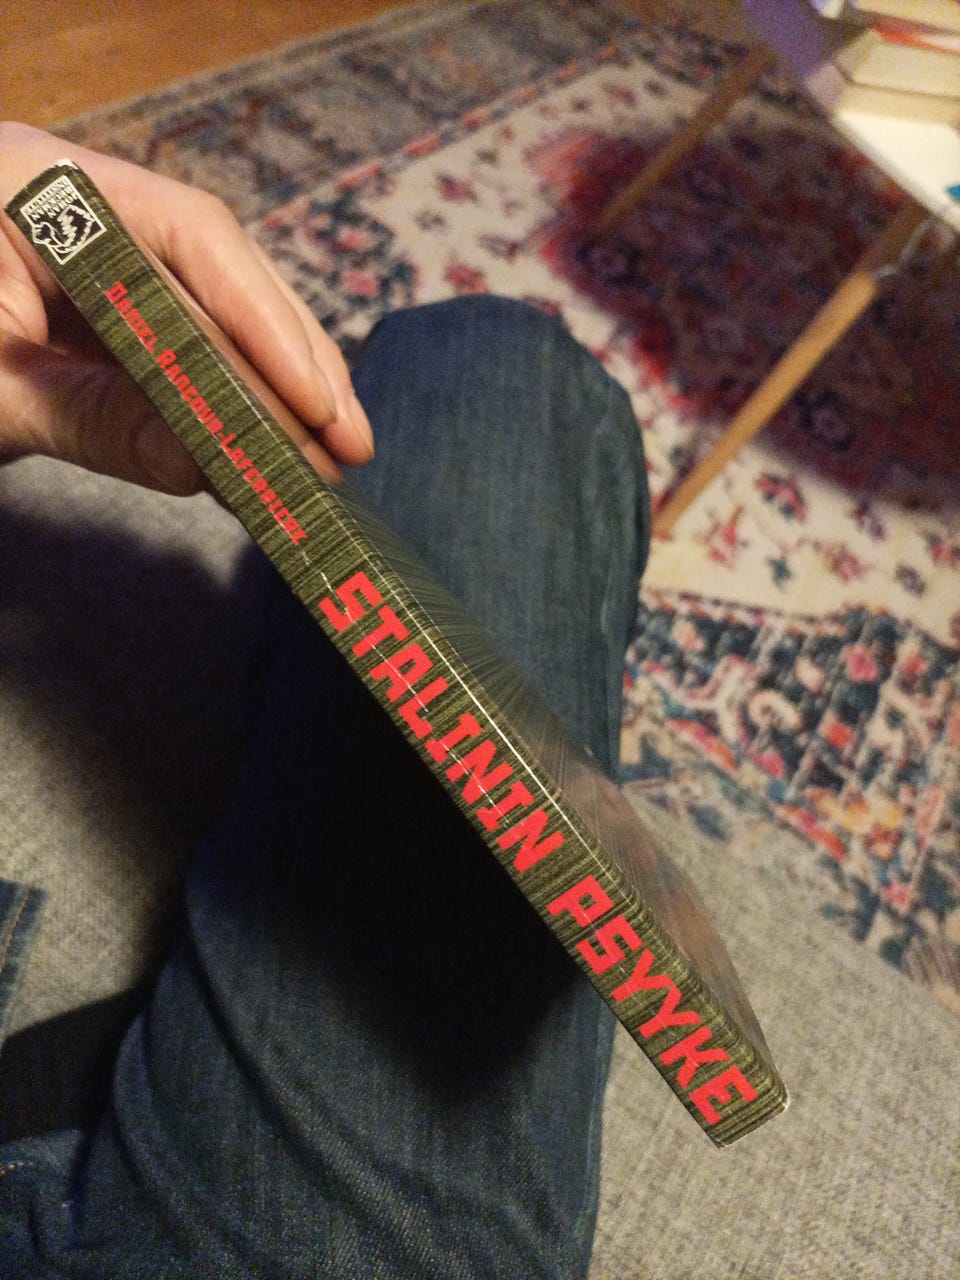 DANIEL RANCOUR-LAFERRIERE
STALININ PSYYKE